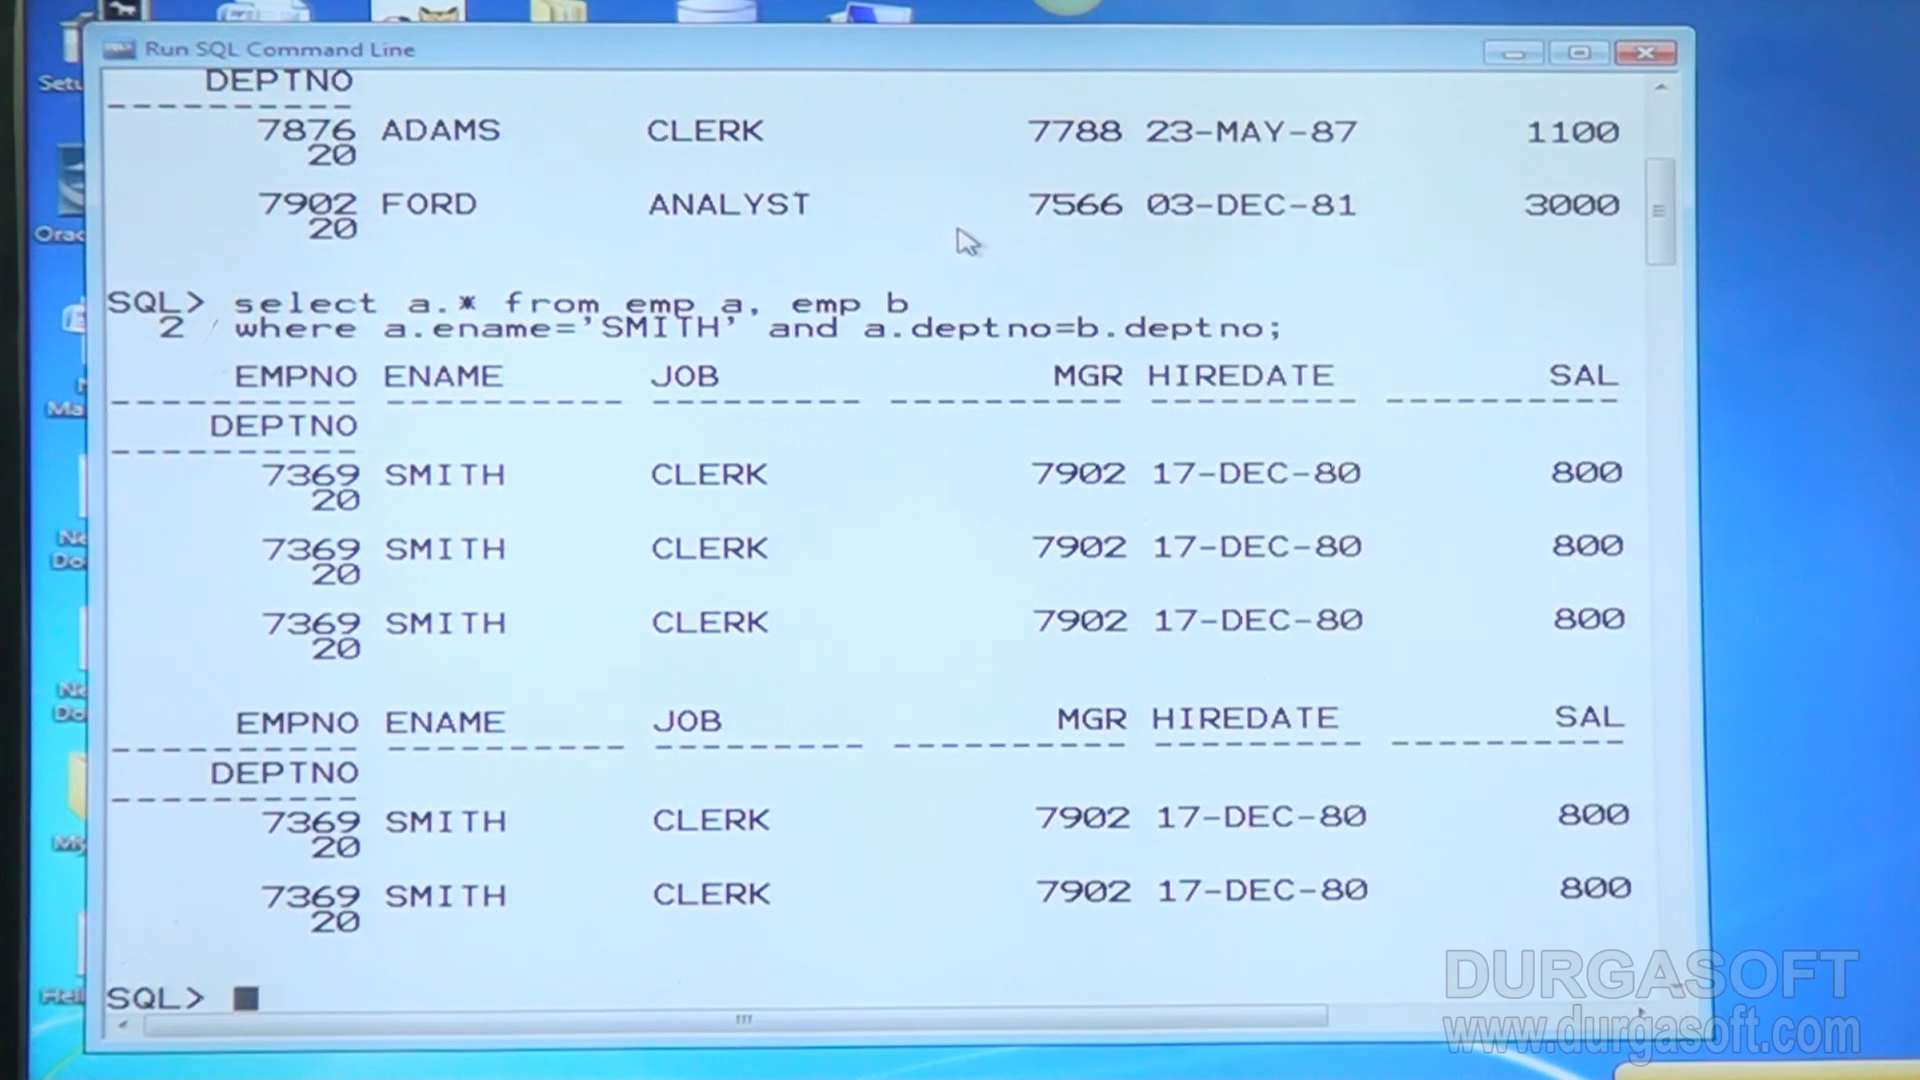 Run SQL Command Line
DEPTNO
----------
7876 ADAMS CLERK 7788 23-MAY-87 1100
20
7902 FORD ANALYST 7566 03-DEC-81 3000
20
SQL> select a.* from emp a, emp b
2 where a.ename='SMITH' and a.deptno=b.deptno;
EMPNO ENAME JOB MGR HIREDATE SAL
---------- ---------- --------- ---------- --------- ----------
DEPTNO
----------
7369 SMITH CLERK 7902 17-DEC-80 800
20
7369 SMITH CLERK 7902 17-DEC-80 800
20
7369 SMITH CLERK 7902 17-DEC-80 800
20
EMPNO ENAME JOB MGR HIREDATE SAL
---------- ---------- --------- ---------- --------- ----------
DEPTNO
----------
7369 SMITH CLERK 7902 17-DEC-80 800
20
7369 SMITH CLERK 7902 17-DEC-80 800
20
SQL>
DURGASOFT
www.durgasoft.com